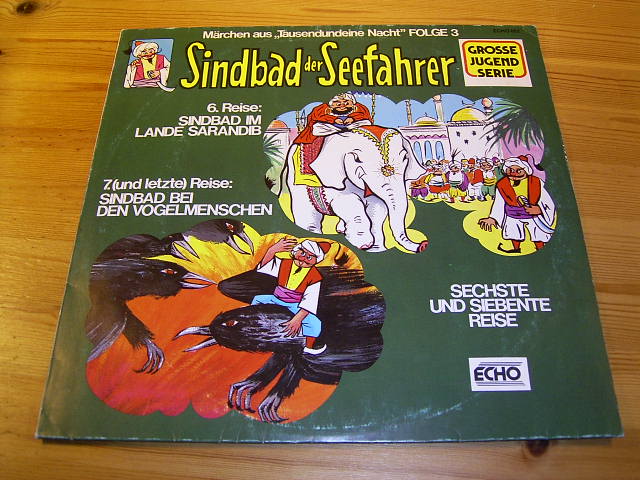 Märchen aus „Tausendundeine Nacht" FOLGE 3
Sindbad der Seefahrer
GROSSE
JUGEND
SERIE
6. Reise:
SINDBAD IM
LANDE SARANDIB
7.(und letzte) Reise:
SINDBAD BEI
DEN VOGELMENSCHEN
SECHSTE
UND SIEBENTE
REISE
ECHO